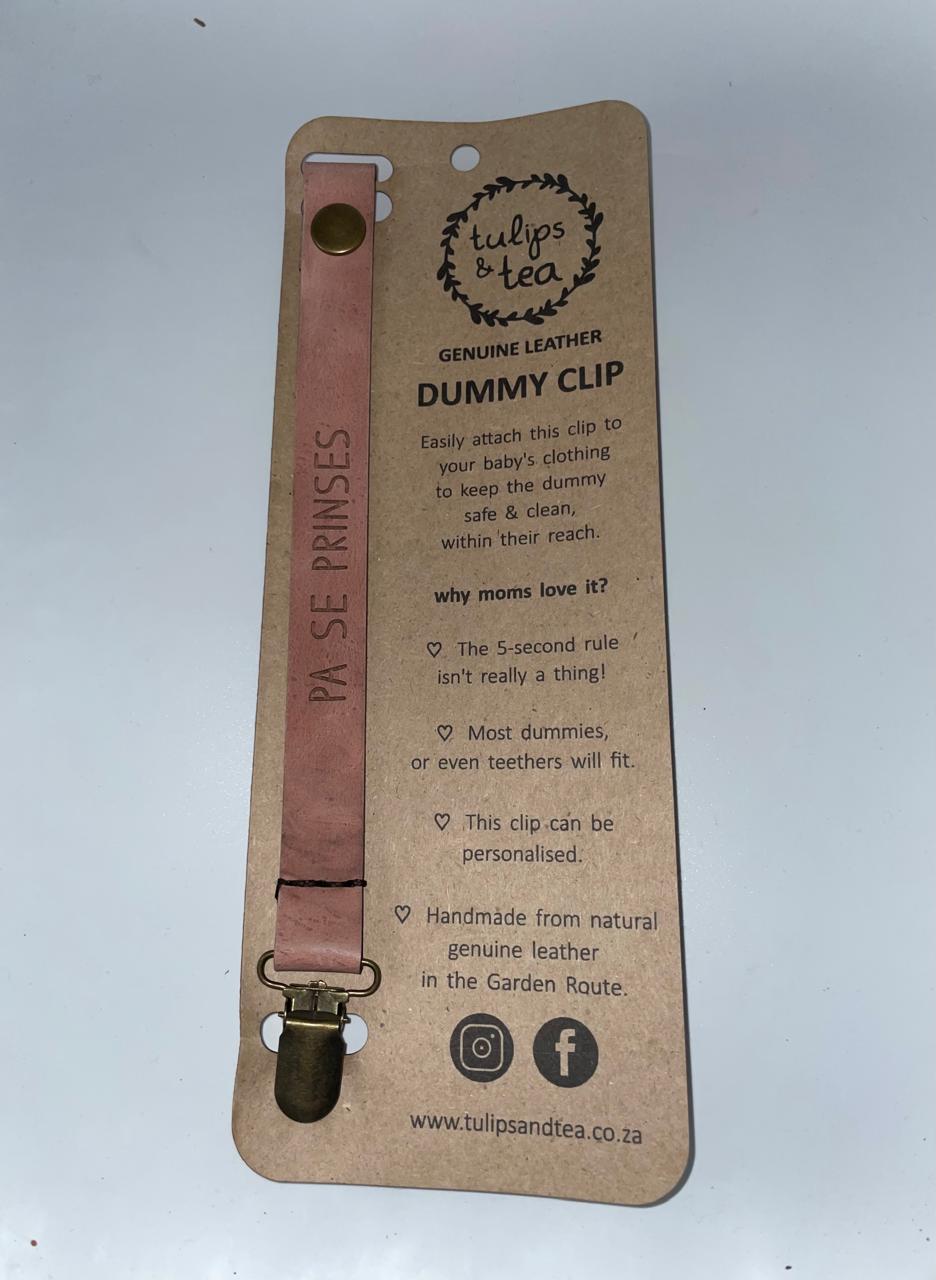 PA SE PRINSES
tulips
& tea
GENUINE LEATHER
DUMMY CLIP
Easily attach this clip to
your baby's clothing
to keep the dummy
safe & clean,
within their reach.
why moms love it?
♡ The 5-second rule
isn't really a thing!
♡ Most dummies,
or even teethers will fit.
♡ This clip can be
personalised.
♡ Handmade from natural
genuine leather
in the Garden Route.
www.tulipsandtea.co.za